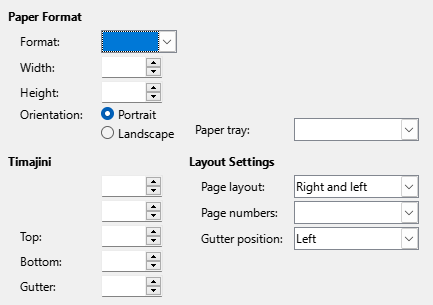 Paper Format
Format:
Width:
Height:
Orientation:
Portrait
Landscape
Paper tray:
Timajini
Layout Settings
Page layout:
Right and left
Page numbers:
Top:
Gutter position:
Left
Bottom:
Gutter: